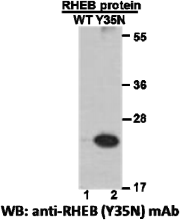 RHEB protein
WT Y35N
55
36
28
17
1 2
WB: anti-RHEB (Y35N) mAb